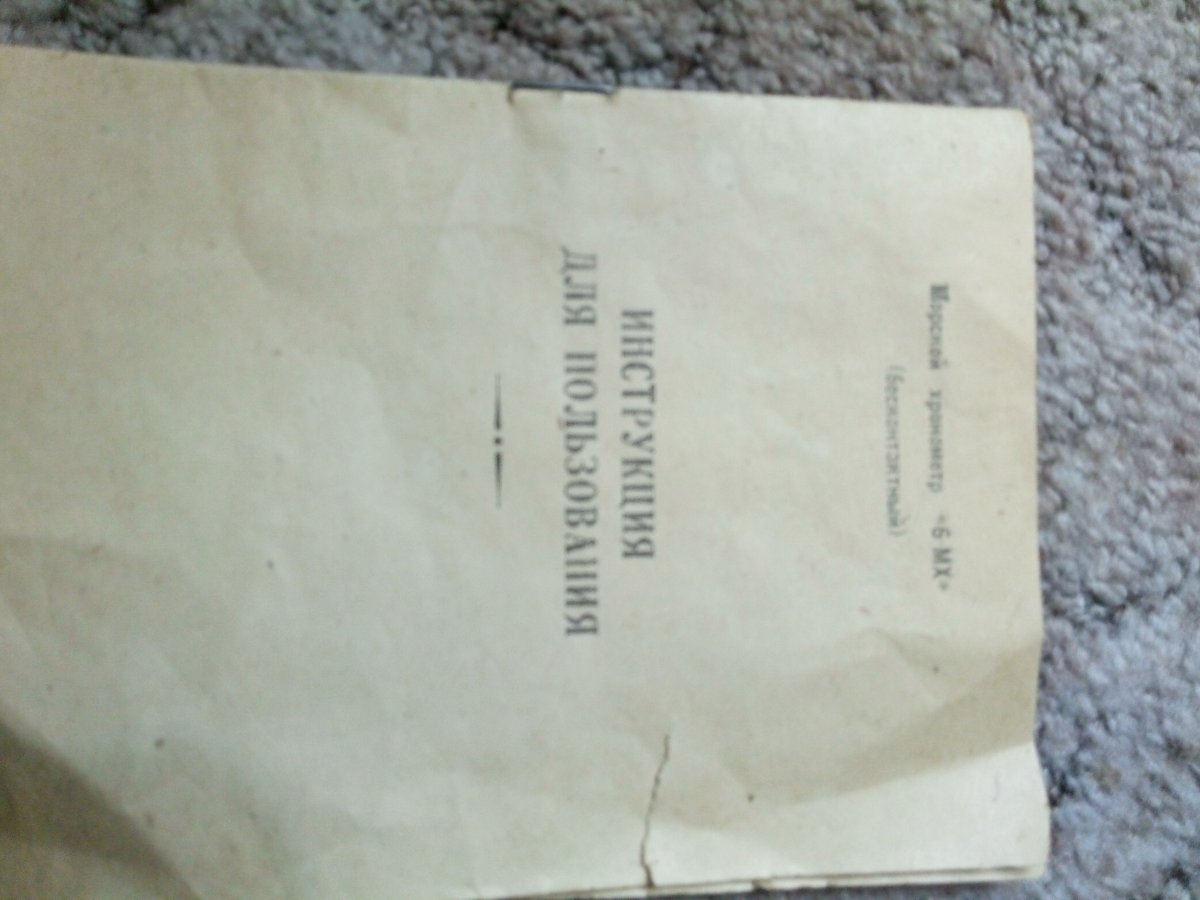 Морской хронометр «6 МХ»
(бесконтактный)
ИНСТРУКЦИЯ
ДЛЯ ПОЛЬЗОВАНИЯ